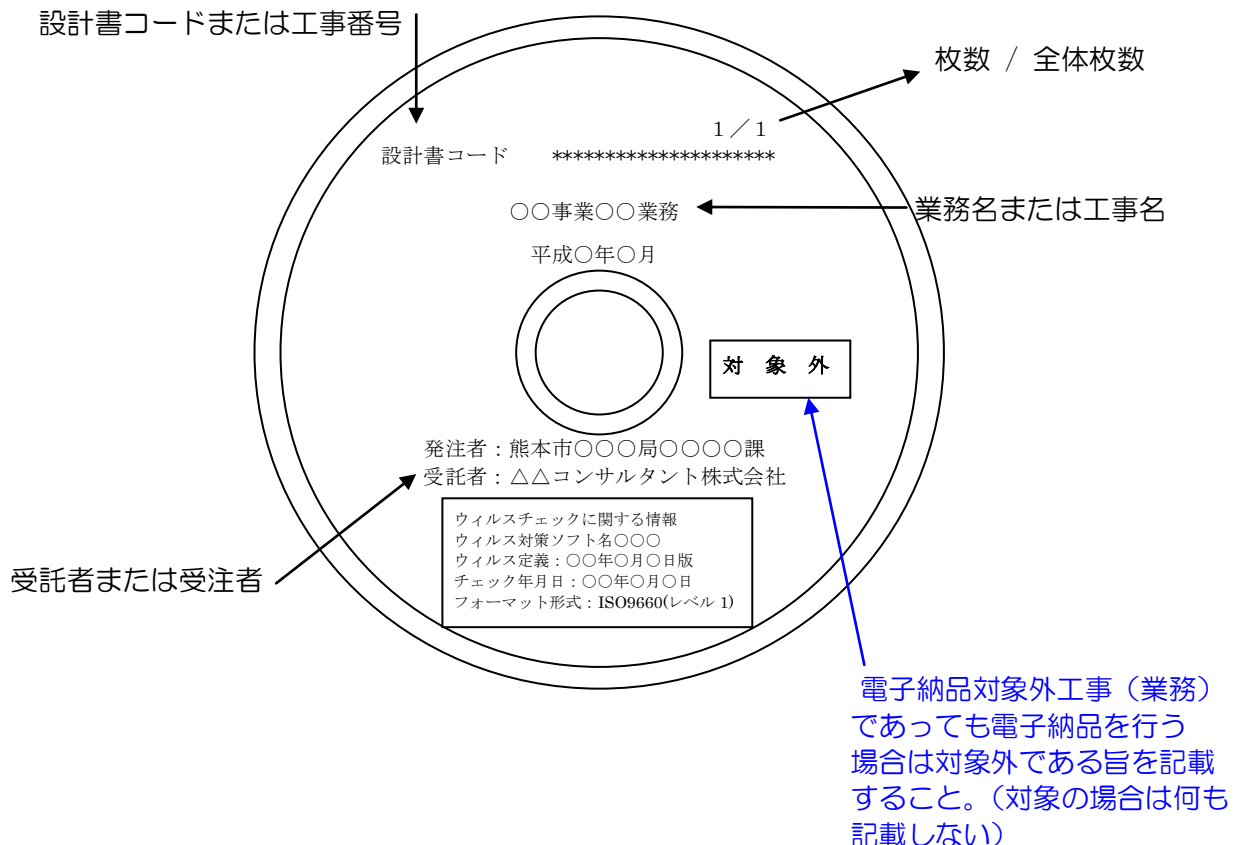 設計書コードまたは工事番号
枚数 / 全体枚数
1/1
設計書コード *********************
○○事業○○業務
業務名または工事名
平成○年○月
対 象 外
発注者:熊本市○○○局○○○○課
受託者:△△コンサルタント株式会社
ウィルスチェックに関する情報
ウィルス対策ソフト名○○○
ウィルス定義:○○年○月○日版
チェック年月日:○○年○月○日
フォーマット形式:ISO9660(レベル 1)
受託者または受注者
電子納品対象外工事(業務)
であっても電子納品を行う
場合は対象外である旨を記載
すること。(対象の場合は何も
記載しない)